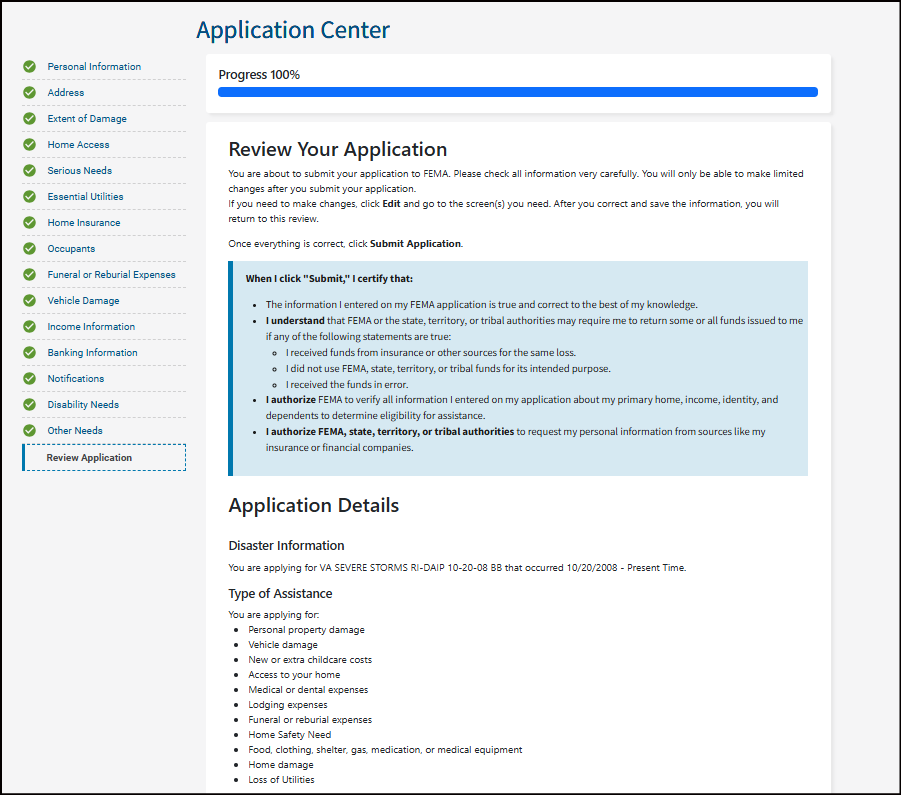 Application Center
Personal Information
Address
Extent of Damage
Home Access
Serious Needs
Essential Utilities
Home Insurance
Occupants
Funeral or Reburial Expenses
Vehicle Damage
Income Information
Banking Information
Notifications
Disability Needs
Other Needs
Review Application
Progress 100%
Review Your Application
You are about to submit your application to FEMA. Please check all information very carefully. You will only be able to make limited
changes after you submit your application.
If you need to make changes, click Edit and go to the screen(s) you need. After you correct and save the information, you will
return to this review.
Once everything is correct, click Submit Application.
When I click "Submit," I certify that:
The information I entered on my FEMA application is true and correct to the best of my knowledge.
I understand that FEMA or the state, territory, or tribal authorities may require me to return some or all funds issued to me
if any of the following statements are true:
I received funds from insurance or other sources for the same loss.
I did not use FEMA, state, territory, or tribal funds for its intended purpose.
I received the funds in error.
I authorize FEMA to verify all information I entered on my application about my primary home, income, identity, and
dependents to determine eligibility for assistance.
I authorize FEMA, state, territory, or tribal authorities to request my personal information from sources like my
insurance or financial companies.
Application Details
Disaster Information
You are applying for VA SEVERE STORMS RI-DAIP 10-20-08 BB that occurred 10/20/2008 - Present Time.
Type of Assistance
You are applying for:
Personal property damage
Vehicle damage
New or extra childcare costs
Access to your home
Medical or dental expenses
Lodging expenses
Funeral or reburial expenses
Home Safety Need
Food, clothing, shelter, gas, medication, or medical equipment
Home damage
Loss of Utilities